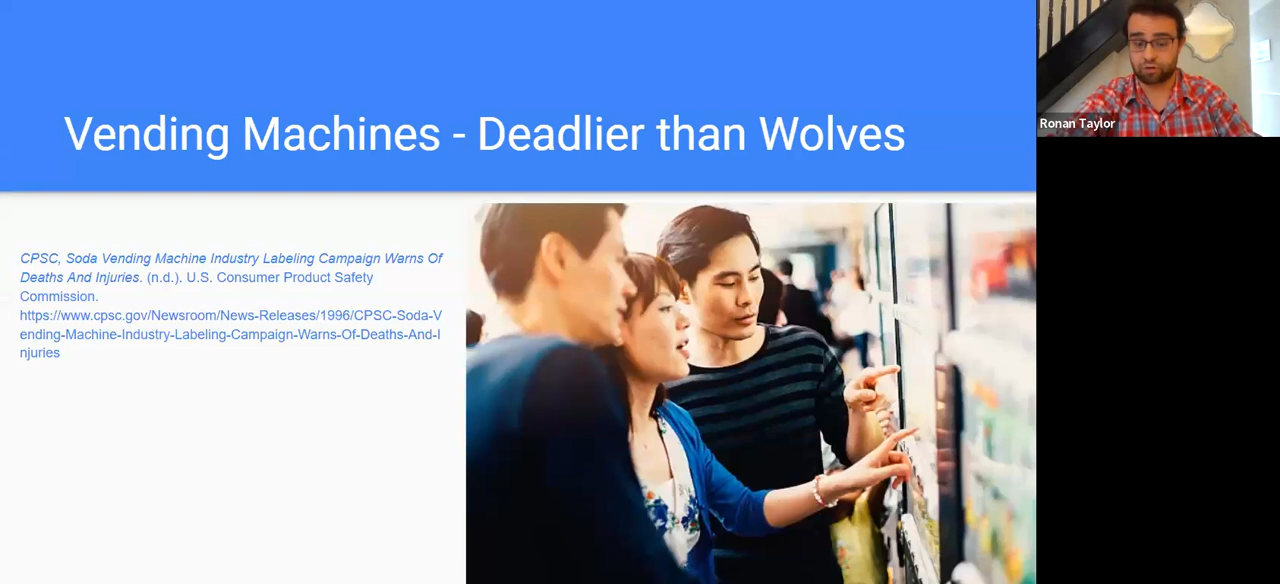 Vending Machines - Deadlier than Wolves
CPSC, Soda Vending Machine Industry Labeling Campaign Warns Of
Deaths And Injuries. (n.d.). U.S. Consumer Product Safety
Commission.
https://www.cpsc.gov/Newsroom/News-Releases/1996/CPSC-Soda-V
ending-Machine-Industry-Labeling-Campaign-Warns-Of-Deaths-And-I
njuries
Ronan Taylor